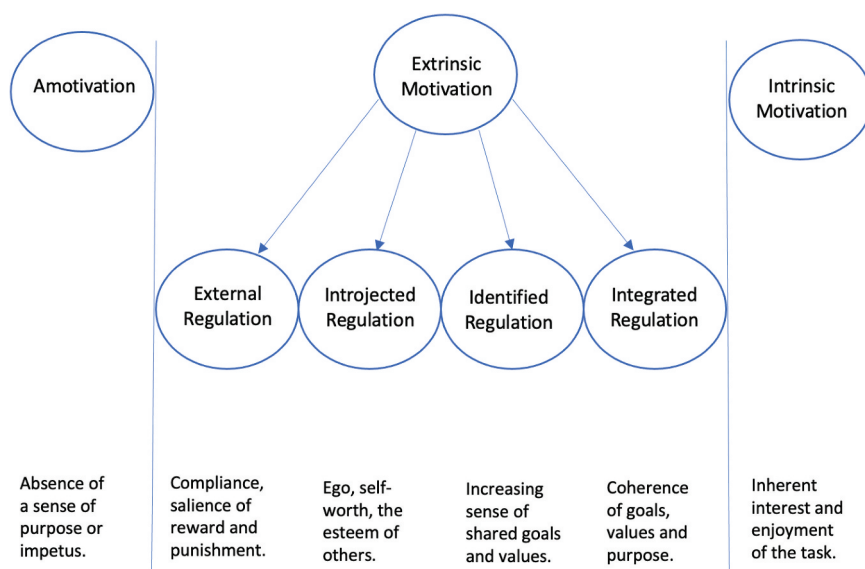 Amotivation
Extrinsic
Motivation
Intrinsic
Motivation
External
Regulation
Introjected
Regulation
Identified
Regulation
Integrated
Regulation
Absence of
a sense of
purpose or
impetus.
Compliance,
salience of
reward and
punishment.
Ego, self-
worth, the
esteem of
others.
Increasing
sense of
shared goals
and values.
Coherence
of goals,
values and
purpose.
Inherent
interest and
enjoyment
of the task.